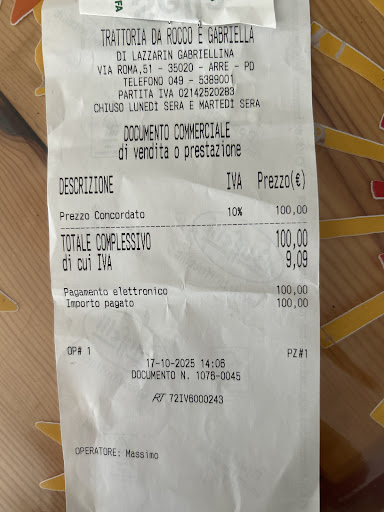 FA
TRATTORIA DA ROCCO E GABRIELLA
DI LAZZARIN GABRIELLINA
VIA ROMA,51 - 35020 - ARRE - PD
TELEFONO 049 - 5389001
PARTITA IVA 02142520283
CHIUSO LUNEDI SERA E MARTEDI SERA
DOCUMENTO COMMERCIALE
di vendita o prestazione
DESCRIZIONE IVA Prezzo(€)
Prezzo Concordato 10% 100,00
TOTALE COMPLESSIVO 100,00
di cui IVA 9,09
Pagamento elettronico 100,00
Importo pagato 100,00
OP# 1 PZ#1
17-10-2025 14:06
DOCUMENTO N. 1076-0045
RT 72IV6000243
OPERATORE: Massimo